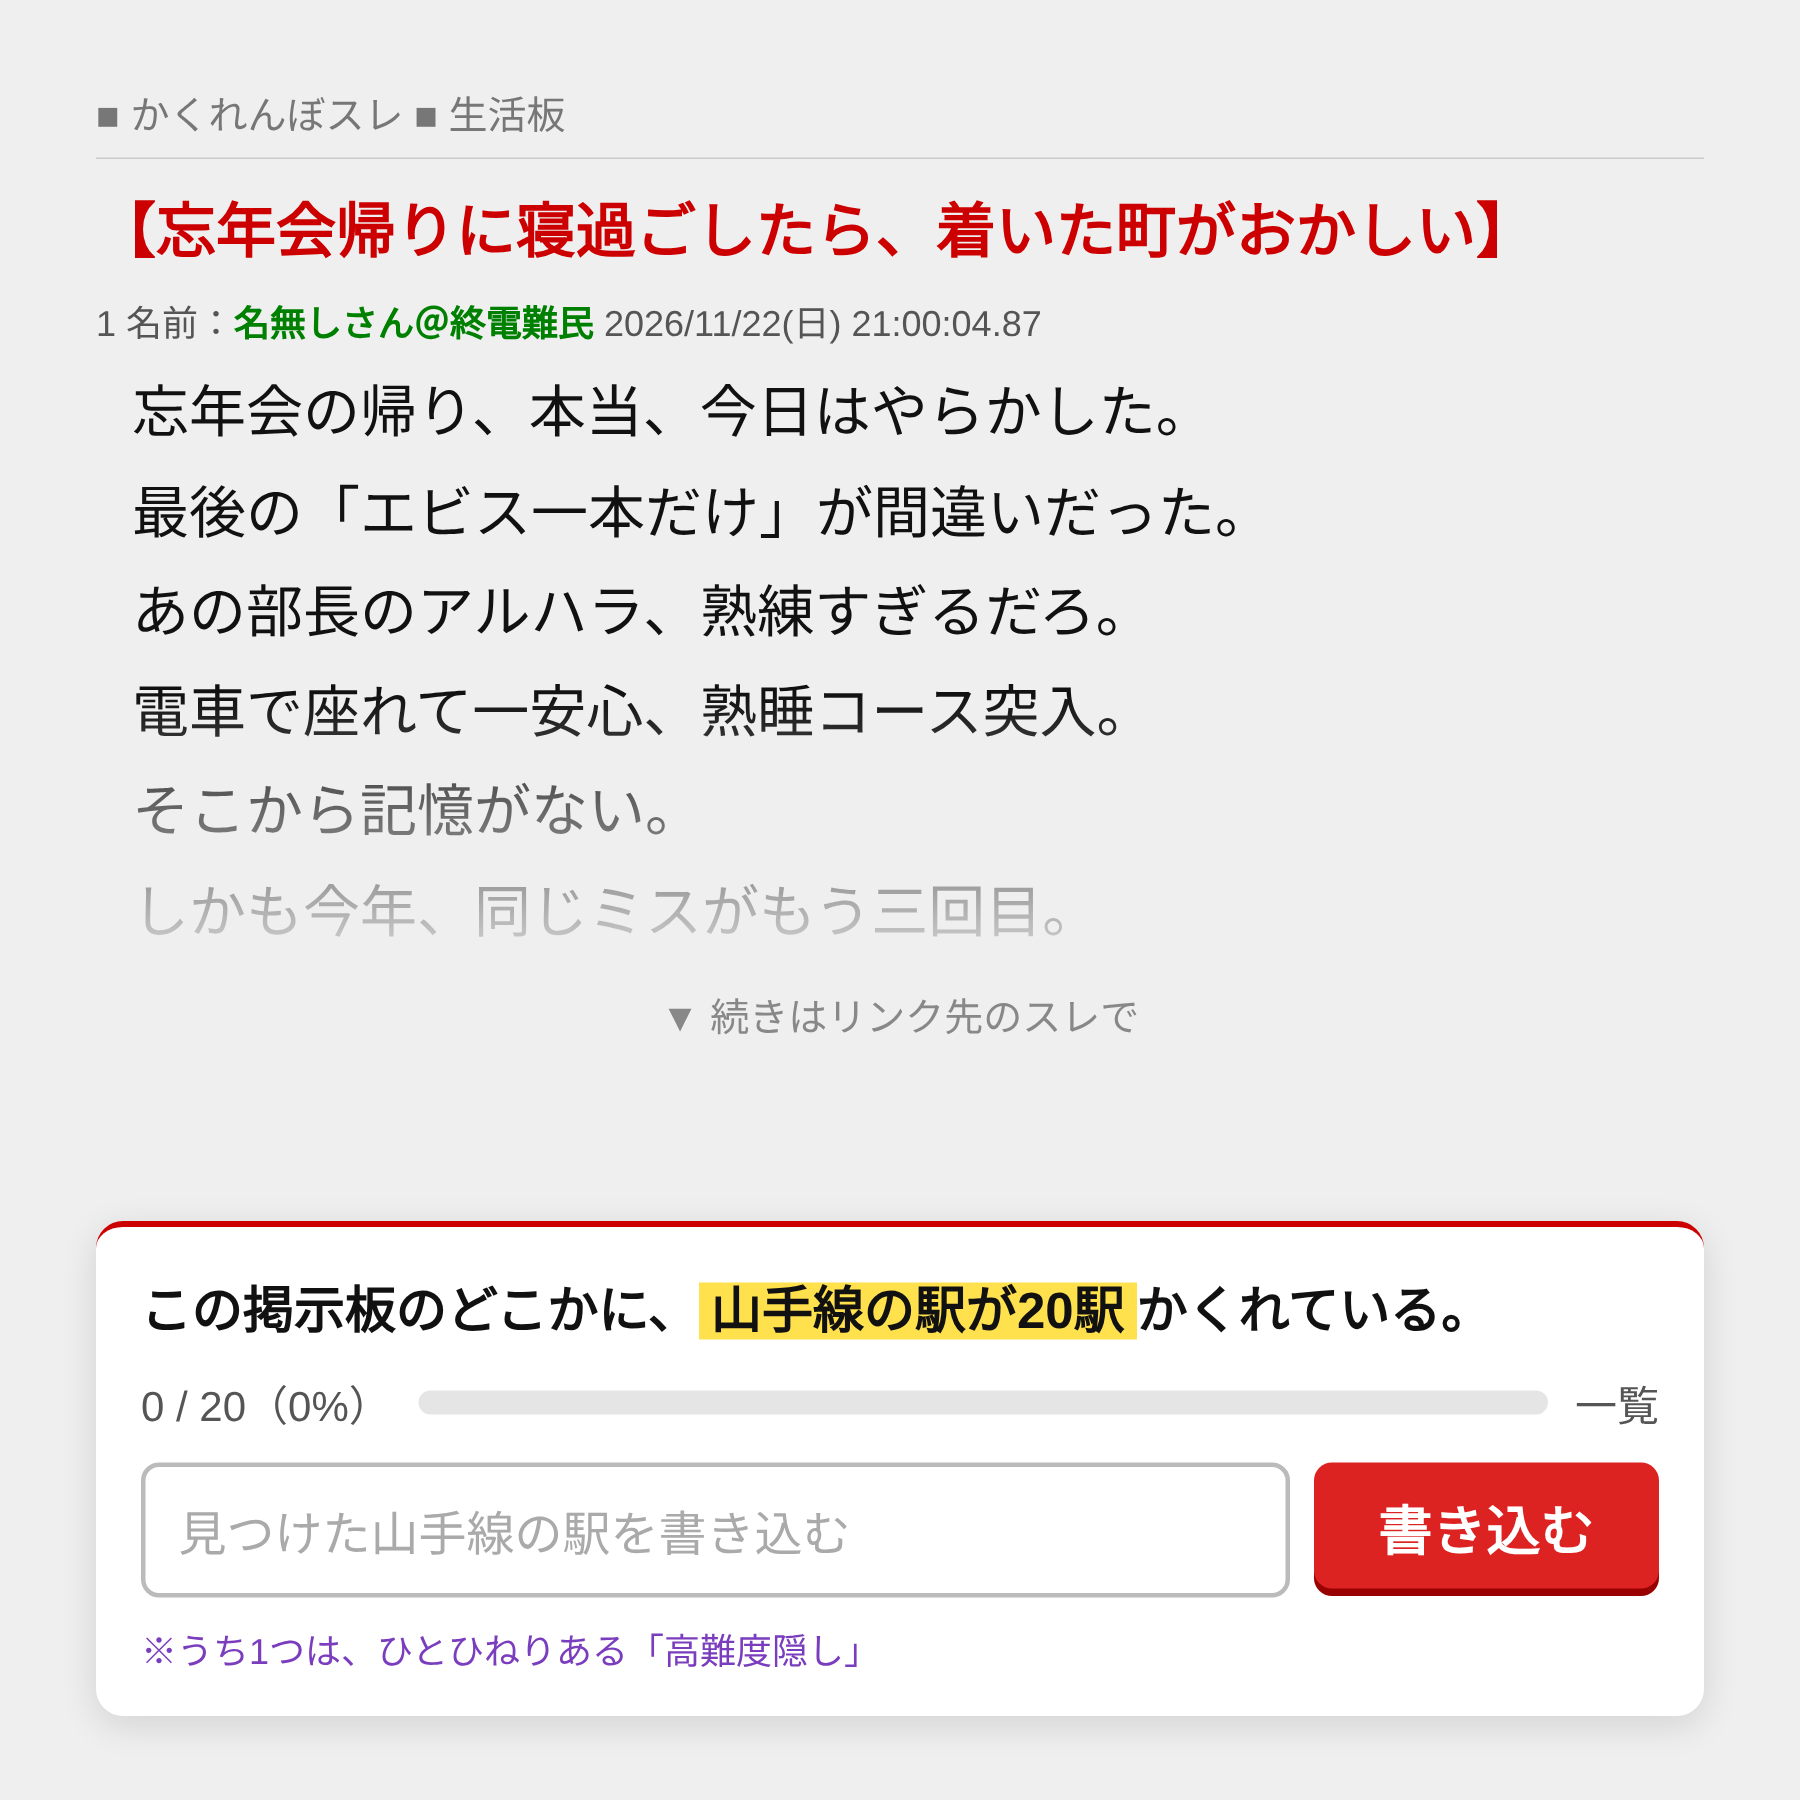 ■ かくれんぼスレ ■ 生活板
【忘年会帰りに寝過ごしたら、着いた町がおかしい】
1 名前：名無しさん＠終電難民 2026/11/22(日) 21:00:04.87
忘年会の帰り、本当、今日はやらかした。
最後の「エビス一本だけ」が間違いだった。
あの部長のアルハラ、熟練すぎるだろ。
電車で座れて一安心、熟睡コース突入。
そこから記憶がない。
しかも今年、同じミスがもう三回目。
▼ 続きはリンク先のスレで
この掲示板のどこかに、山手線の駅が20駅かくれている。
0 / 20（0%） 一覧
見つけた山手線の駅を書き込む 書き込む
※うち1つは、ひとひねりある「高難度隠し」